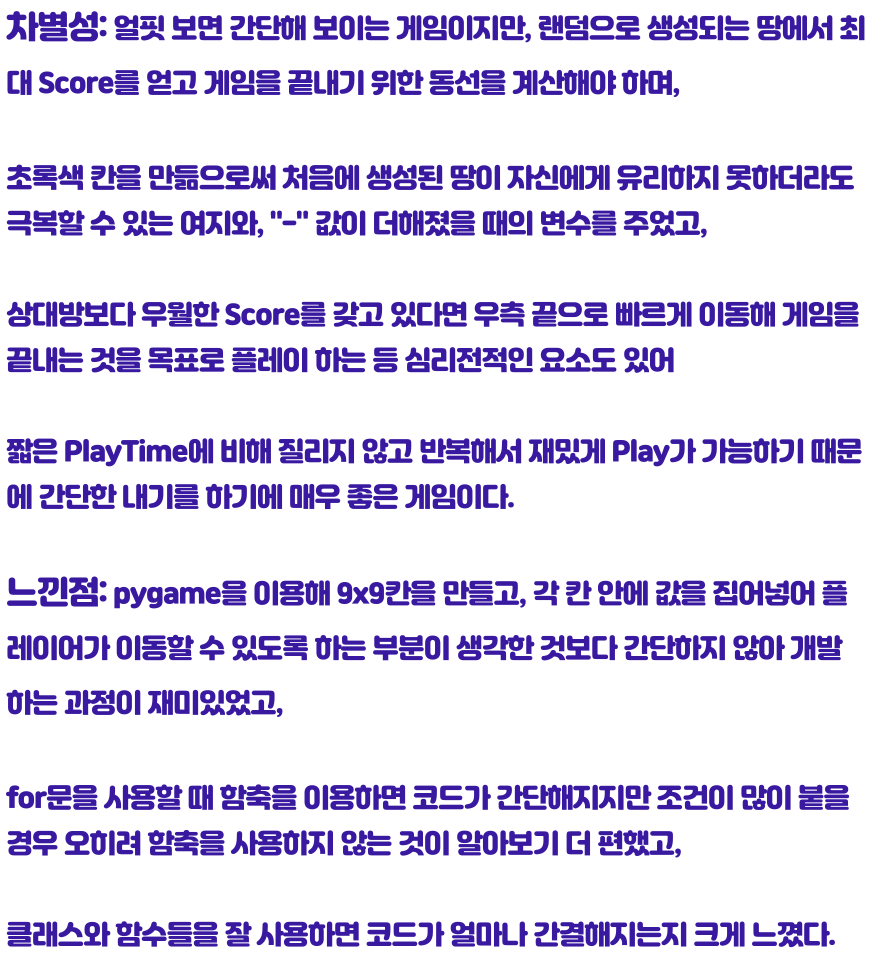 차별성: 얼핏 보면 간단해 보이는 게임이지만, 랜덤으로 생성되는 땅에서 최
대 Score를 얻고 게임을 끝내기 위한 동선을 계산해야 하며,
초록색 칸을 만듦으로써 처음에 생성된 땅이 자신에게 유리하지 못하더라도
극복할 수 있는 여지와, "-" 값이 더해졌을 때의 변수를 주었고,
상대방보다 우월한 Score를 갖고 있다면 우측 끝으로 빠르게 이동해 게임을
끝내는 것을 목표로 플레이 하는 등 심리전적인 요소도 있어
짧은 PlayTime에 비해 질리지 않고 반복해서 재밌게 Play가 가능하기 때문
에 간단한 내기를 하기에 매우 좋은 게임이다.
느낀점: pygame을 이용해 9x9칸을 만들고, 각 칸 안에 값을 집어넣어 플
레이어가 이동할 수 있도록 하는 부분이 생각한 것보다 간단하지 않아 개발
하는 과정이 재미있었고,
for문을 사용할 때 함축을 이용하면 코드가 간단해지지만 조건이 많이 붙을
경우 오히려 함축을 사용하지 않는 것이 알아보기 더 편했고,
클래스와 함수들을 잘 사용하면 코드가 얼마나 간결해지는지 크게 느꼈다.